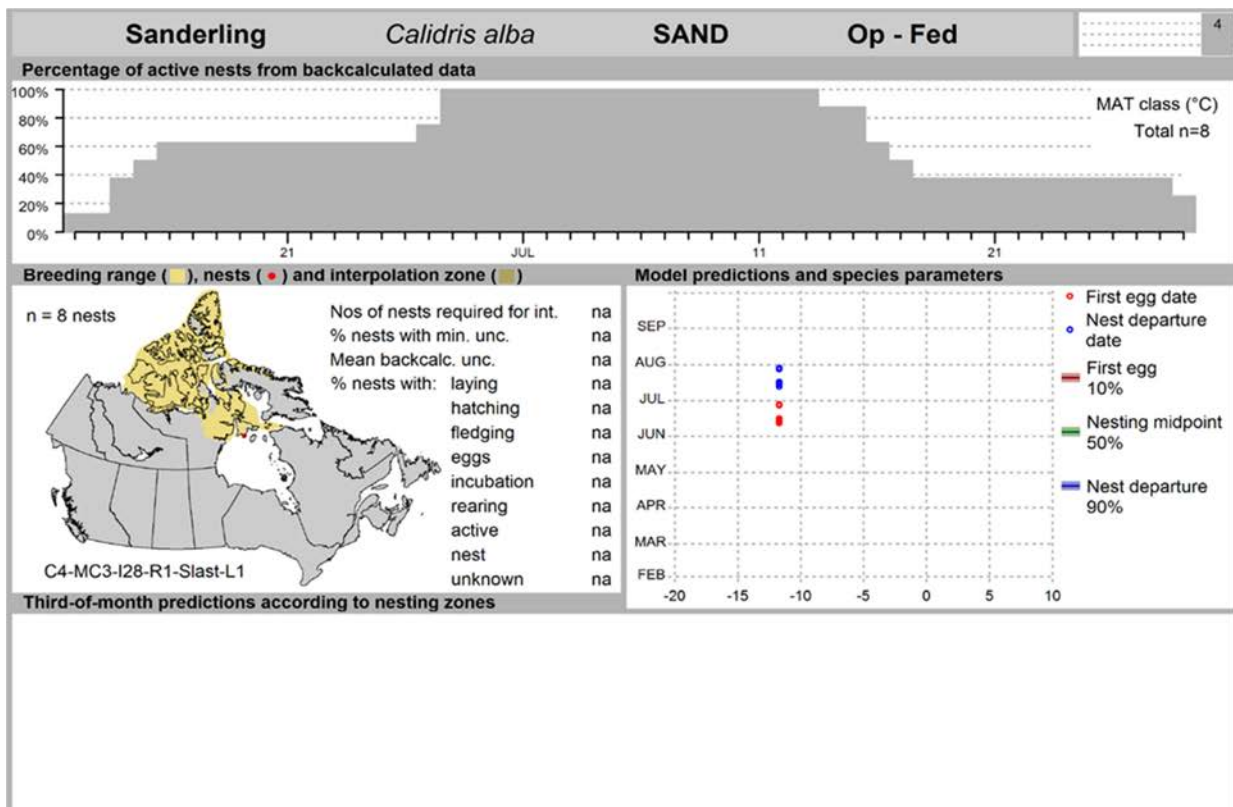 Sanderling Calidris alba SAND Op - Fed 4
Percentage of active nests from backcalculated data
100%
80%
60%
40%
20%
0%
MAT class (°C)
Total n=8
21 JUL 11 21
Breeding range ( ), nests ( ) and interpolation zone ( )
n = 8 nests
Nos of nests required for int. na
% nests with min. unc. na
Mean backcalc. unc. na
% nests with: laying na
hatching na
fledging na
eggs na
incubation na
rearing na
active na
nest na
unknown na
C4-MC3-I28-R1-Slast-L1
Model predictions and species parameters
SEP
AUG
JUL
JUN
MAY
APR
MAR
FEB
-20 -15 -10 -5 0 5 10
First egg date
Nest departure
date
First egg
10%
Nesting midpoint
50%
Nest departure
90%
Third-of-month predictions according to nesting zones